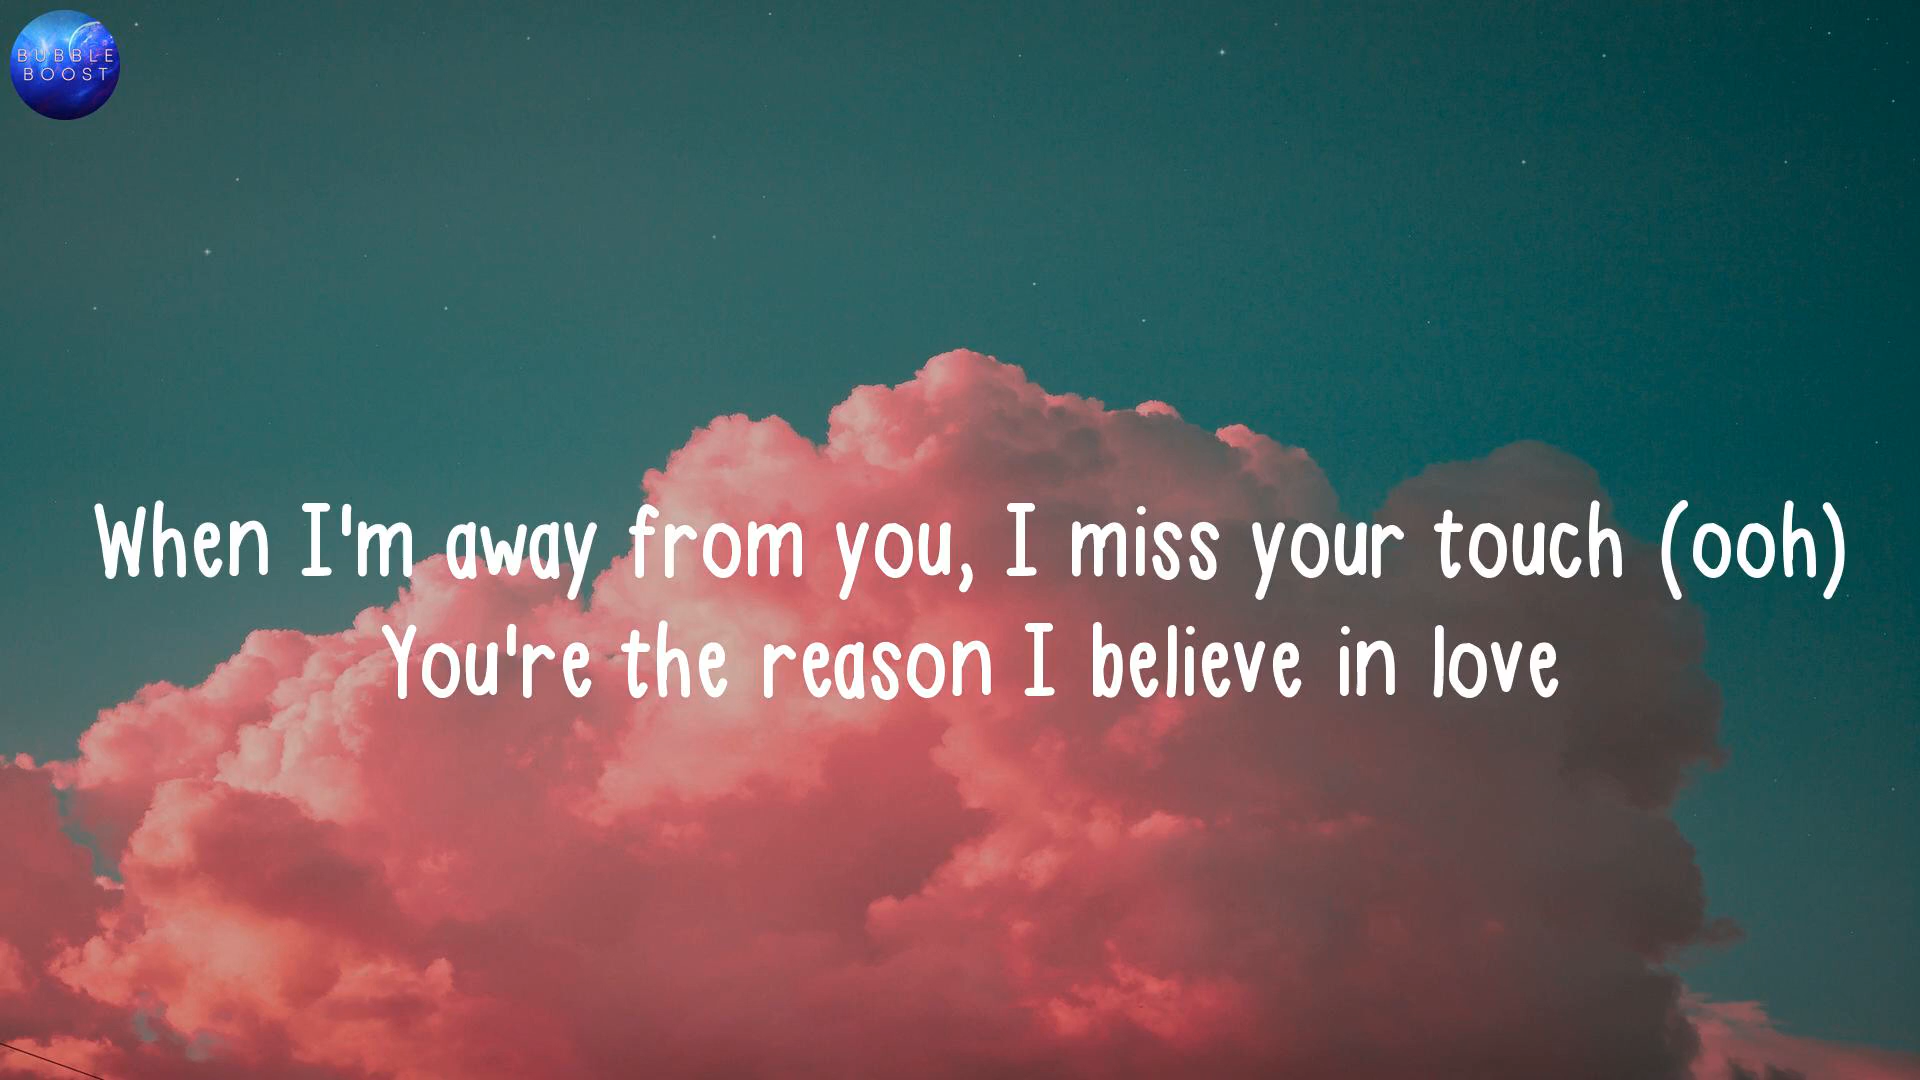 BUBBLE
BOOST
When I'm away from you, I miss your touch (ooh)
You're the reason I believe in love